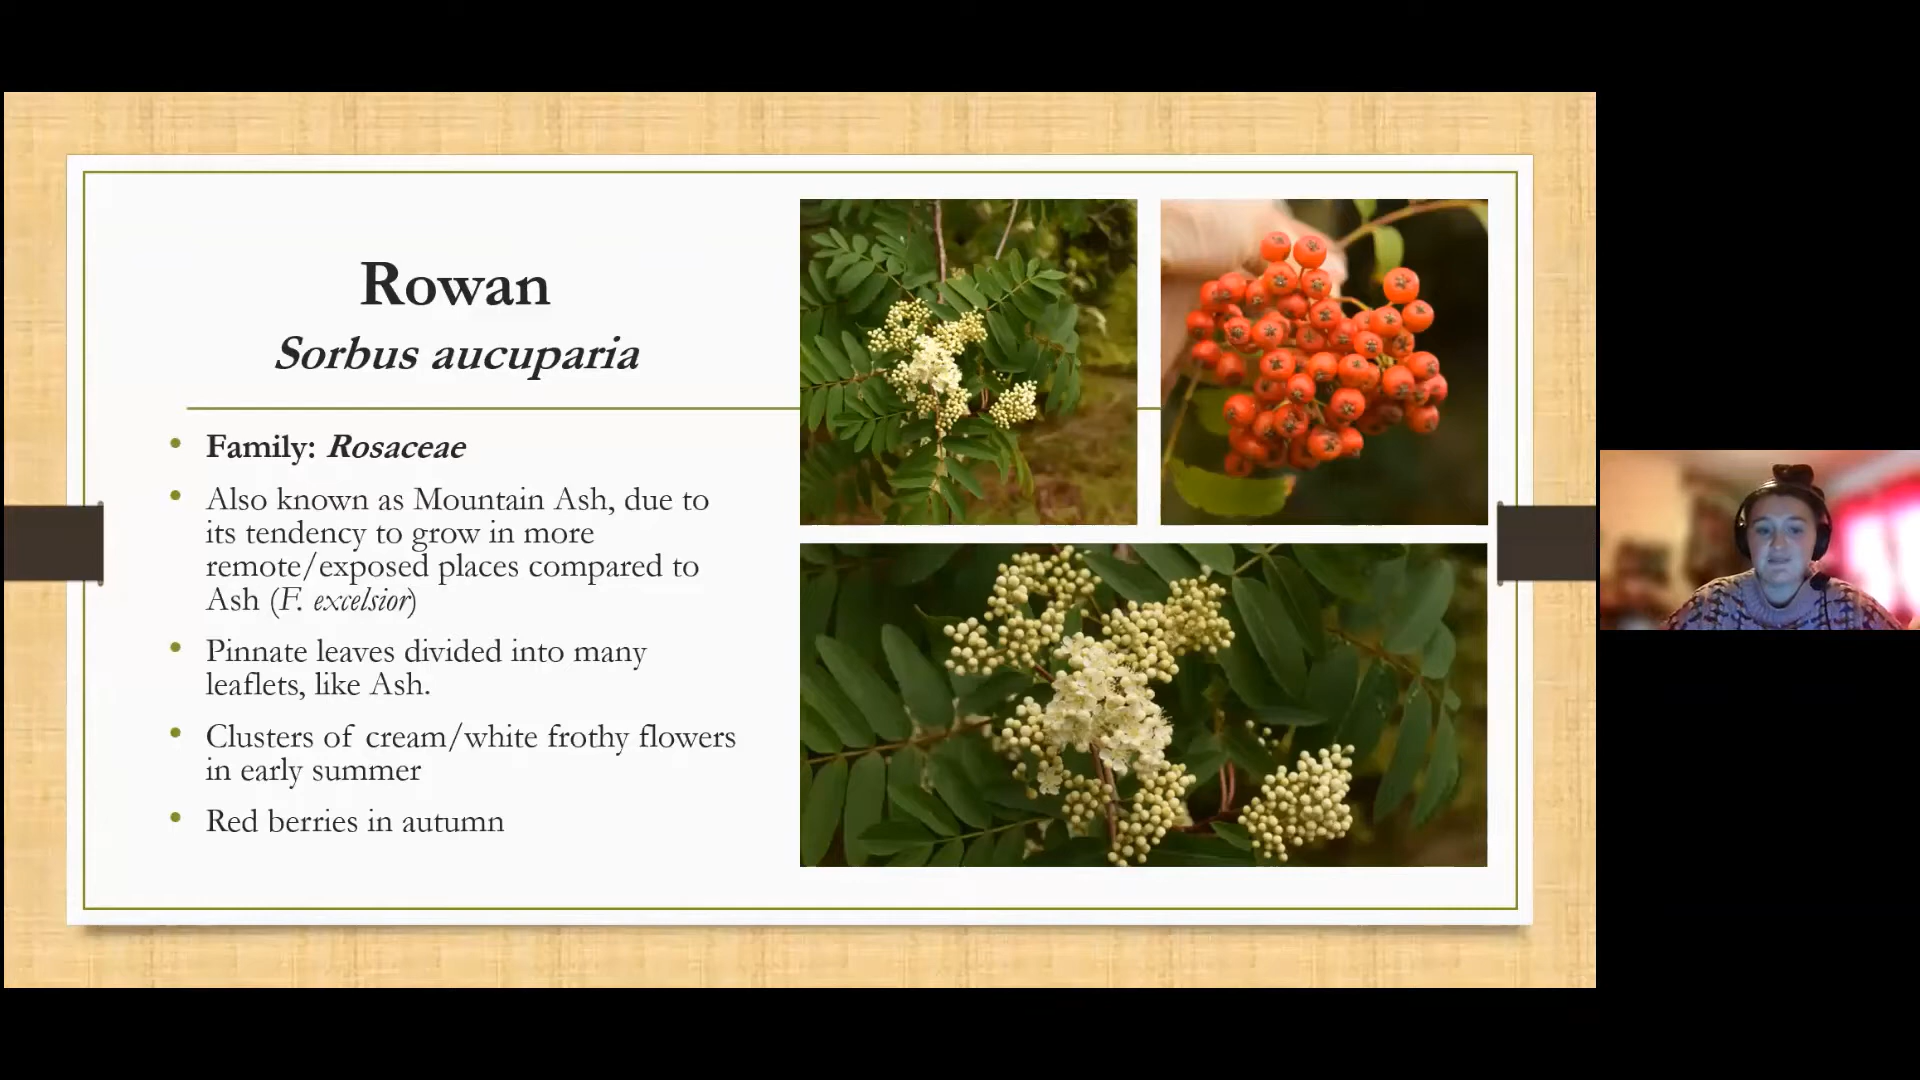 Rowan
Sorbus aucuparia
Family: Rosaceae
Also known as Mountain Ash, due to
its tendency to grow in more
remote/exposed places compared to
Ash (F. excelsior)
Pinnate leaves divided into many
leaflets, like Ash.
Clusters of cream/white frothy flowers
in early summer
Red berries in autumn